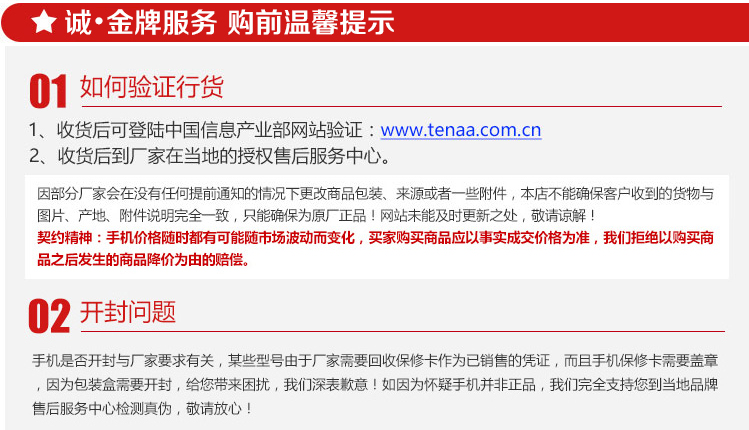 诚·金牌服务 购前温馨提示
01 如何验证行货
1、收货后可登陆中国信息产业部网站验证：www.tenaa.com.cn
2、收货后到厂家在当地的授权售后服务中心。
因部分厂家会在没有任何提前通知的情况下更改商品包装、来源或者一些附件，本店不能确保客户收到的货物与
图片、产地、附件说明完全一致，只能确保为原厂正品！网站未能及时更新之处，敬请谅解！
契约精神：手机价格随时都有可能随市场波动而变化，买家购买商品应以事实成交价格为准，我们拒绝以购买商
品之后发生的商品降价为由的赔偿。
02 开封问题
手机是否开封与厂家要求有关，某些型号由于厂家需要回收保修卡作为已销售的凭证，而且手机保修卡需要盖章
，因为包装盒需要开封，给您带来困扰，我们深表歉意！如因为怀疑手机并非正品，我们完全支持您到当地品牌
售后服务中心检测真伪，敬请放心！